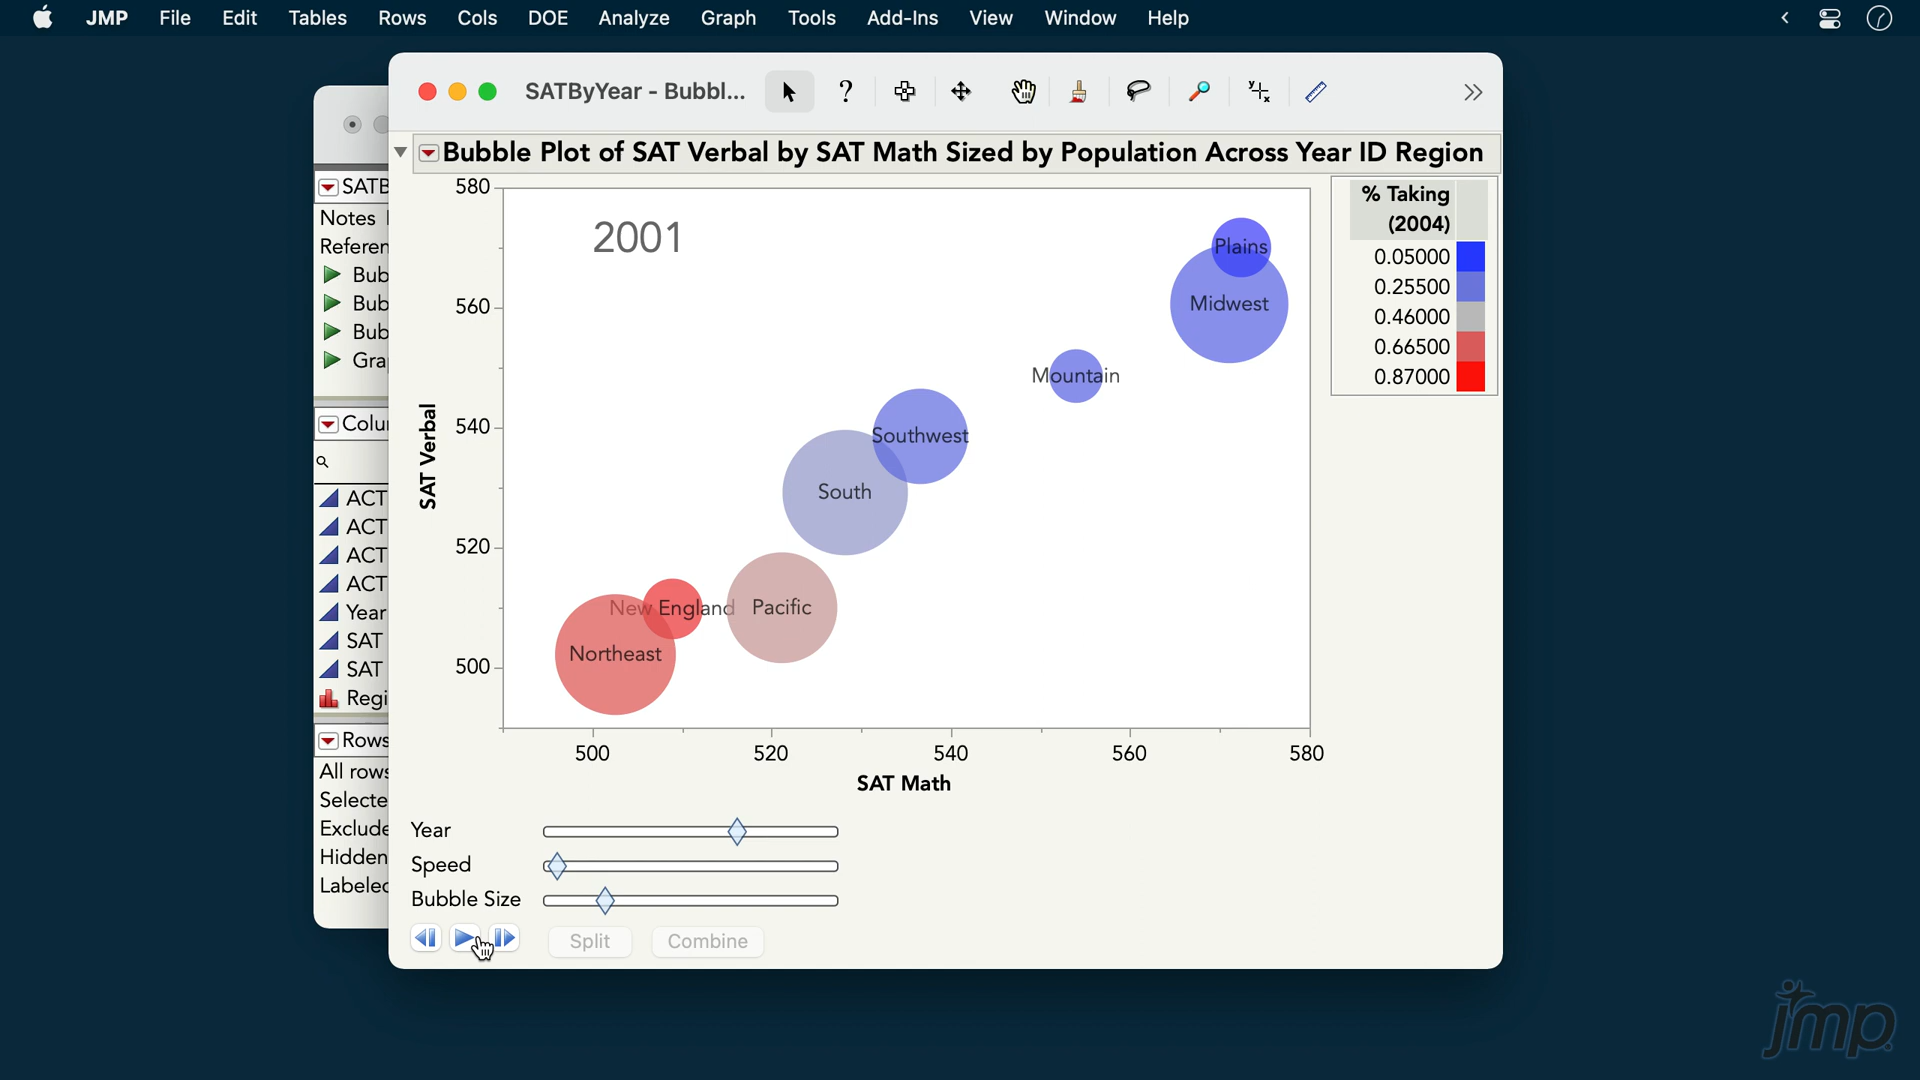 JMP File Edit Tables Rows Cols DOE Analyze Graph Tools Add-Ins View Window Help
SATByYear - Bubbl...
Bubble Plot of SAT Verbal by SAT Math Sized by Population Across Year ID Region
SATB
Notes
Referen
Bub
Bub
Bub
Gra
Colu
ACT
ACT
ACT
ACT
Year
SAT
SAT
Regi
Rows
All rows
Selecte
Exclude
Hidden
Labeled
580
560
540
520
500
SAT Verbal
2001
Plains
Midwest
Mountain
Southwest
South
New England
Pacific
Northeast
500 520 540 560 580
SAT Math
% Taking
(2004)
0.05000
0.25500
0.46000
0.66500
0.87000
Year
Speed
Bubble Size
Split Combine
jmp